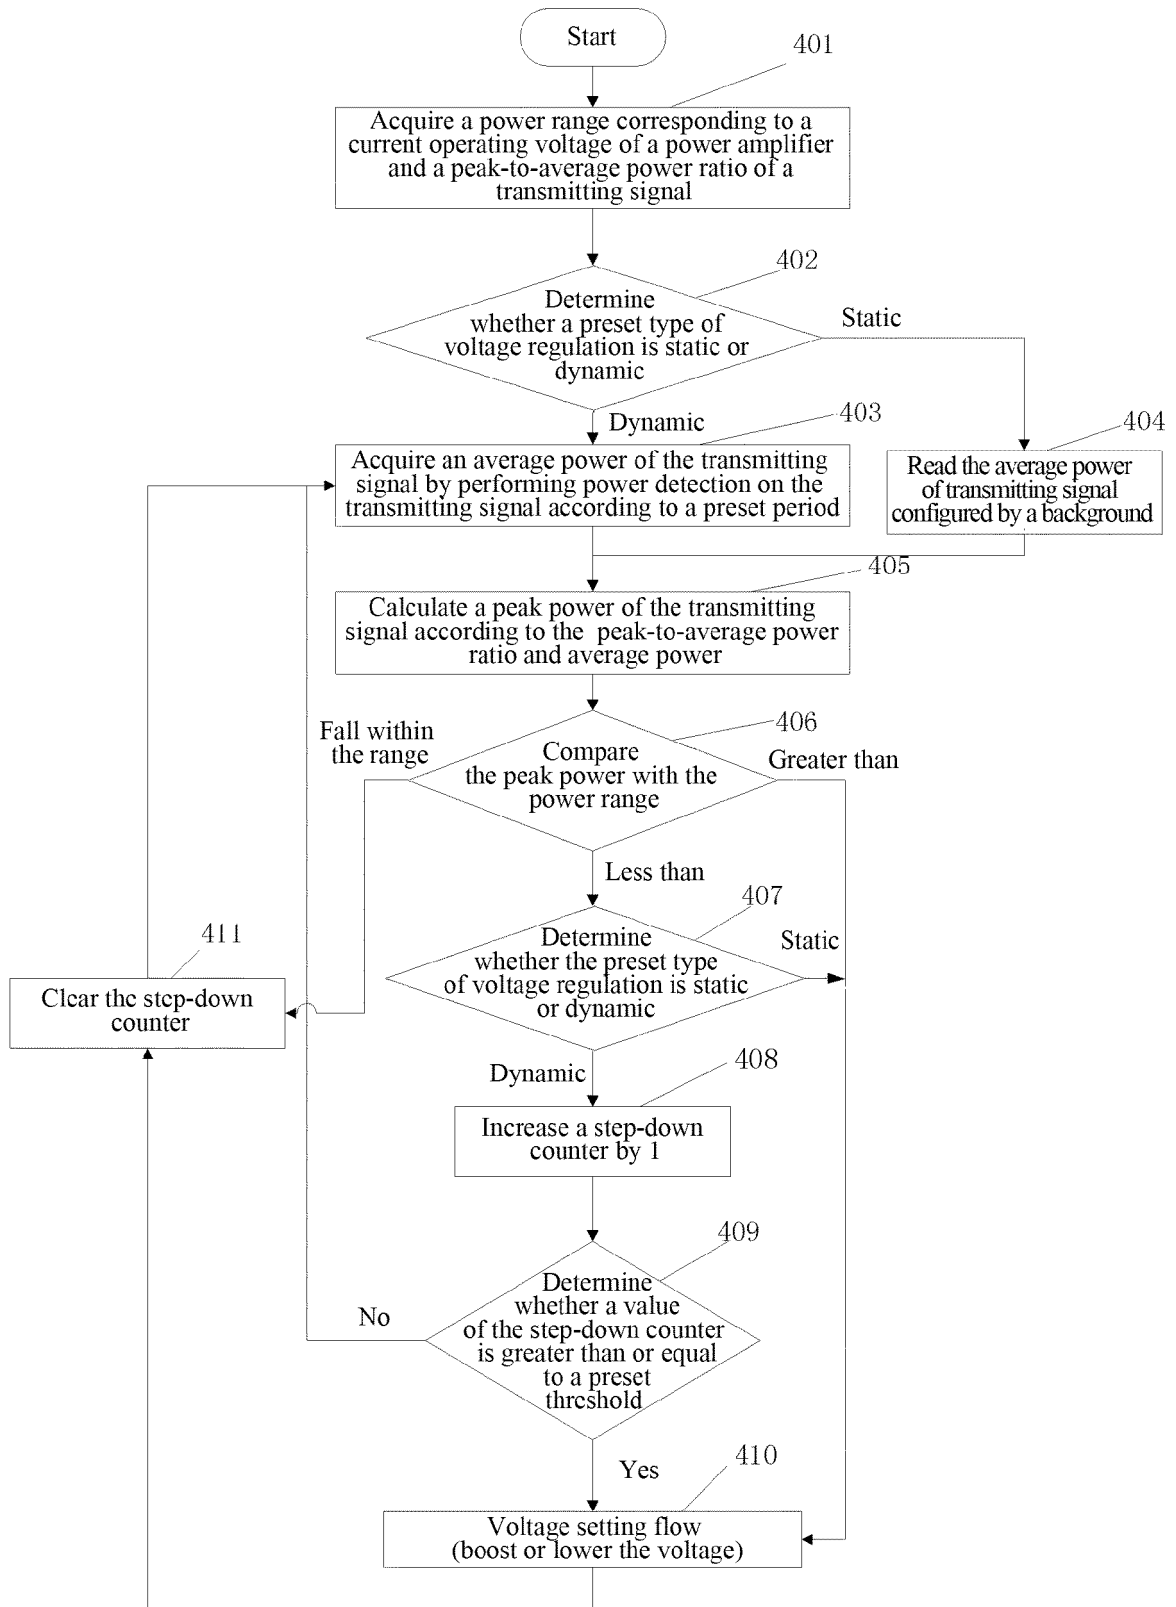 Start
401
Acquire a power range corresponding to a
current operating voltage of a power amplifier
and a peak-to-average power ratio of a
transmitting signal
402
Determine
whether a preset type of
voltage regulation is static or
dynamic
Static
Dynamic
403
404
Acquire an average power of the transmitting
signal by performing power detection on the
transmitting signal according to a preset period
Read the average power
of transmitting signal
configured by a background
405
Calculate a peak power of the transmitting
signal according to the peak-to-average power
ratio and average power
406
Fall within
the range
Compare
the peak power with the
power range
Greater than
Less than
407
Determine
whether the preset type
of voltage regulation is static
or dynamic
Static
411
Clear the step-down
counter
Dynamic
408
Increase a step-down
counter by 1
409
Determine
whether a value
of the step-down counter
is greater than or equal
to a preset
threshold
No
Yes
410
Voltage setting flow
(boost or lower the voltage)